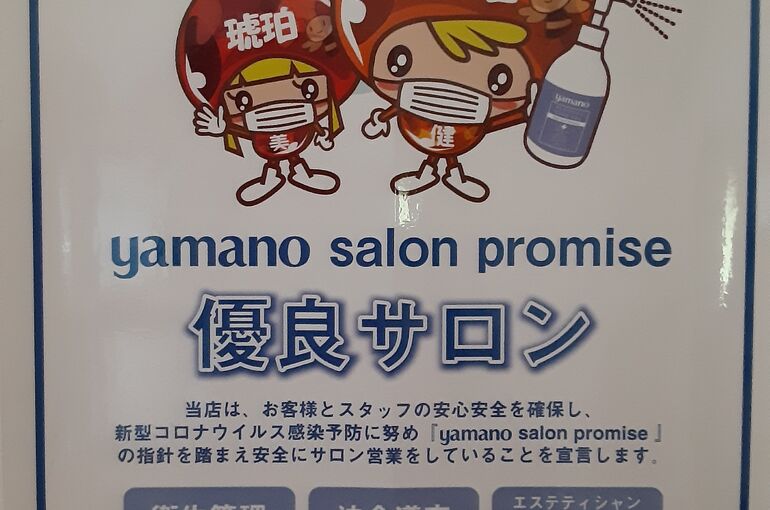 琥珀
美
健
yamano
yamano salon promise
優良サロン
当店は、お客様とスタッフの安心安全を確保し、
新型コロナウイルス感染予防に努め『yamano salon promise 』
の指針を踏まえ安全にサロン営業をしていることを宣言します。
衛生管理
エステティシャン